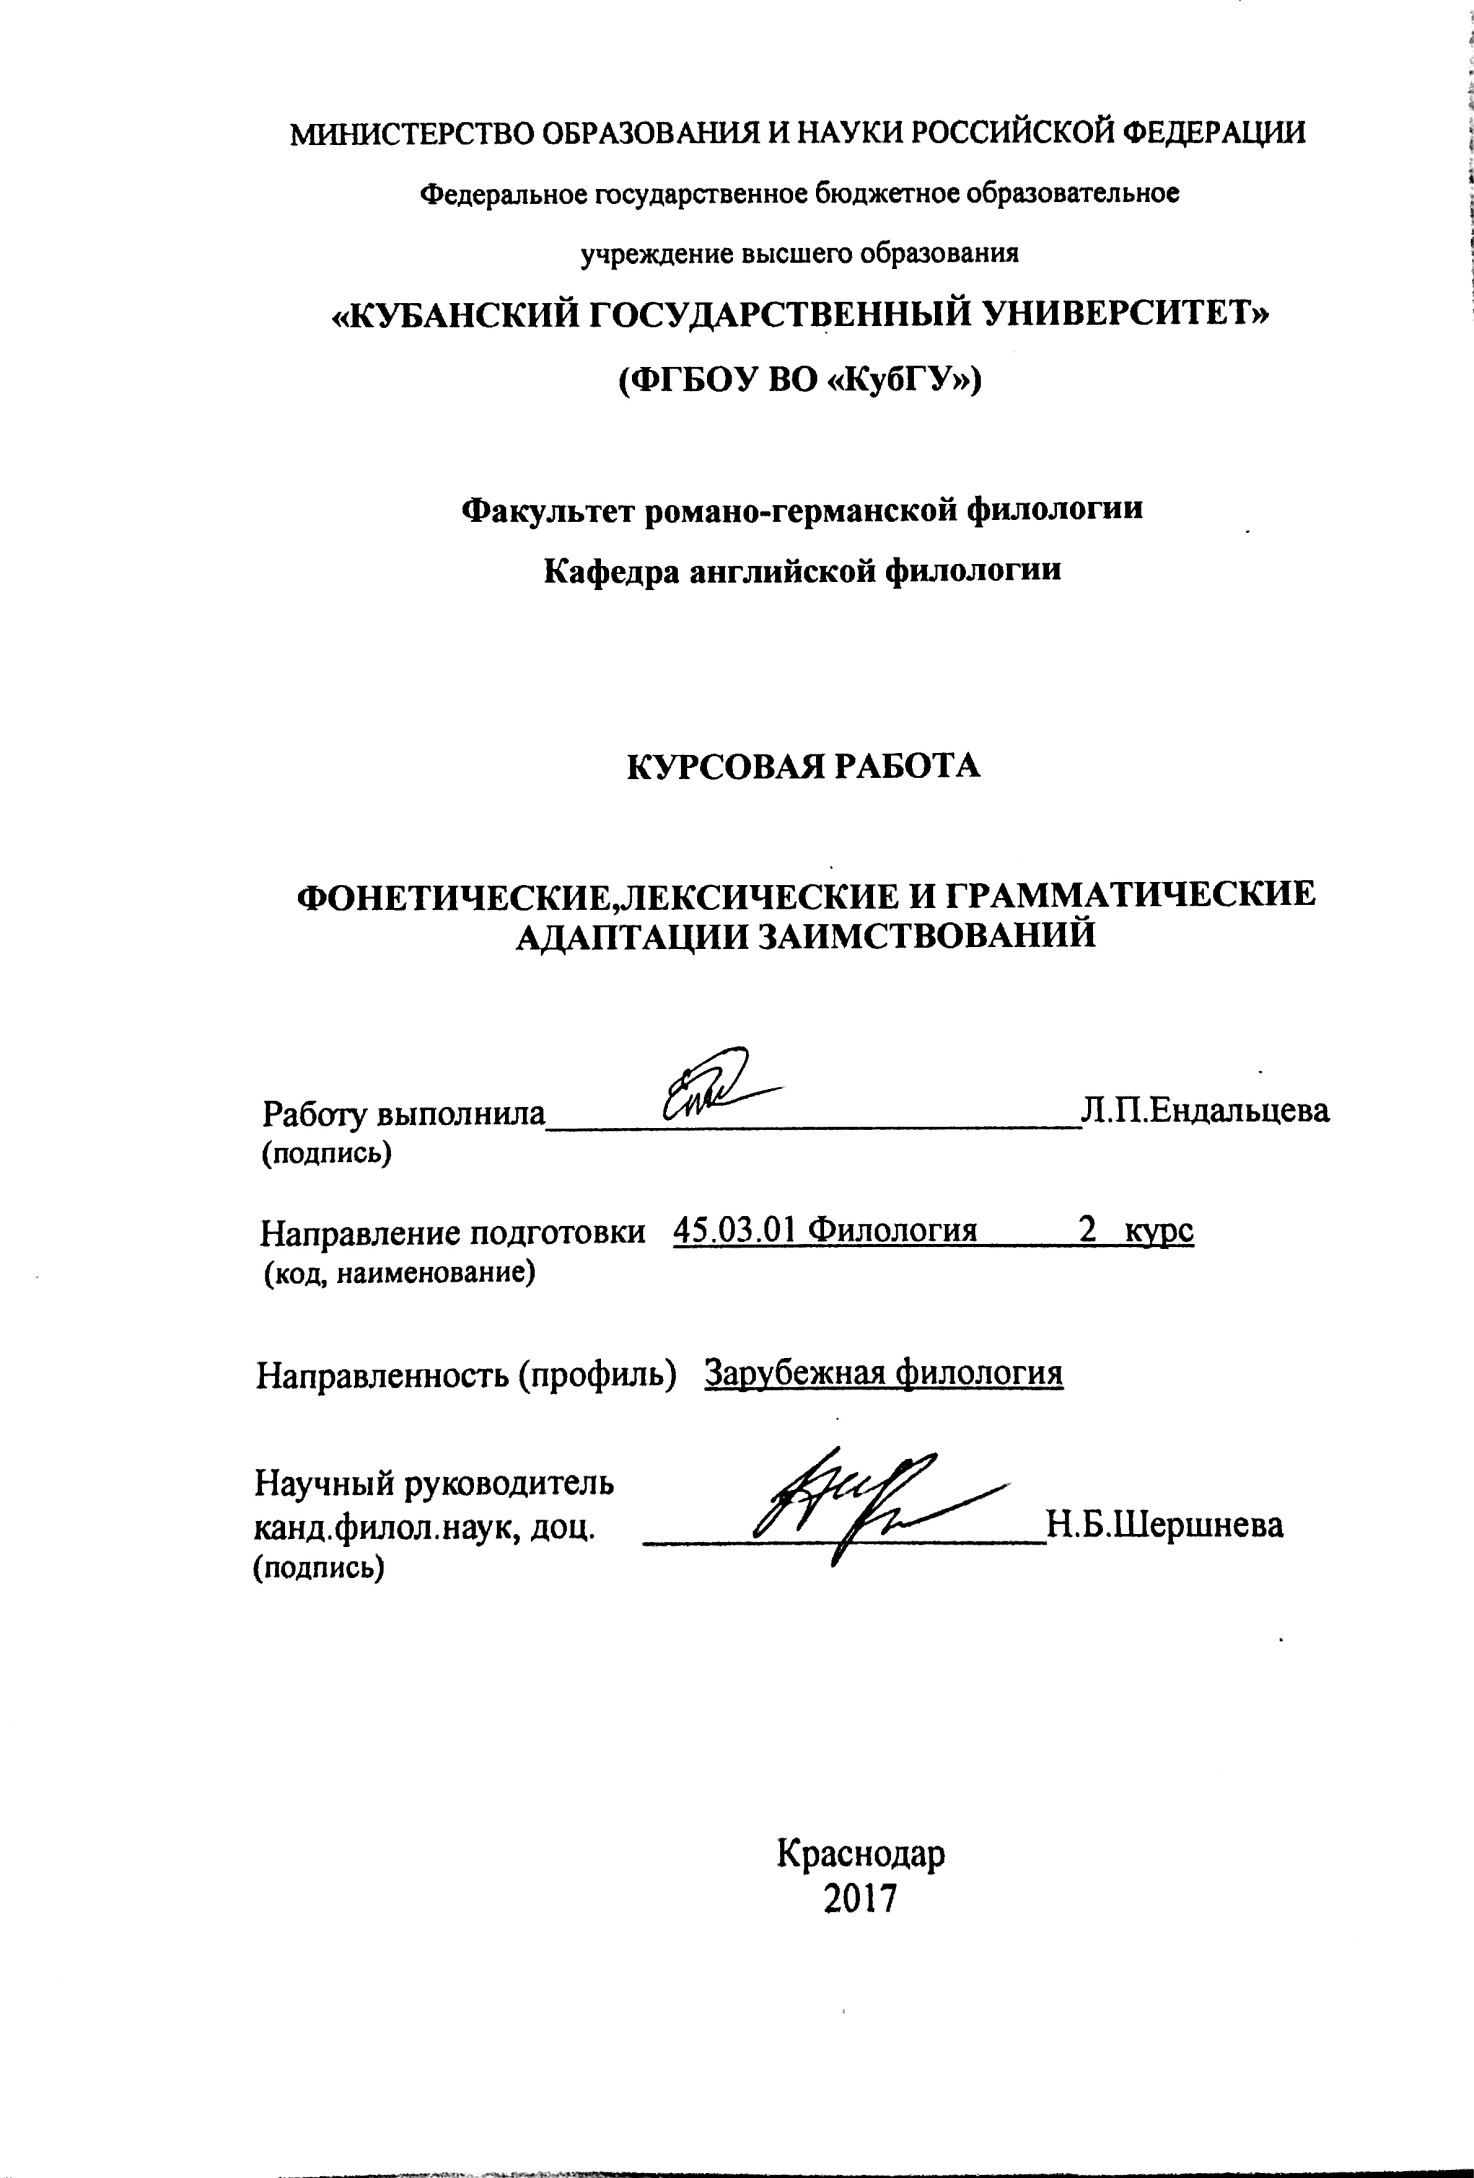 МИНИСТЕРСТВО ОБРАЗОВАНИЯ И НАУКИ РОССИЙСКОЙ ФЕДЕРАЦИИ
Федеральное государственное бюджетное образовательное
учреждение высшего образования
«КУБАНСКИЙ ГОСУДАРСТВЕННЫЙ УНИВЕРСИТЕТ»
(ФГБОУ ВО «КубГУ»)
Факультет романо-германской филологии
Кафедра английской филологии
КУРСОВАЯ РАБОТА
ФОНЕТИЧЕСКИЕ,ЛЕКСИЧЕСКИЕ И ГРАММАТИЧЕСКИЕ
АДАПТАЦИИ ЗАИМСТВОВАНИЙ
Работу выполнила Л.П.Ендальцева
(подпись)
Направление подготовки 45.03.01 Филология 2 курс
(код, наименование)
Направленность (профиль) Зарубежная филология
Научный руководитель
канд.филол.наук, доц. Н.Б.Шершнева
(подпись)
Краснодар
2017